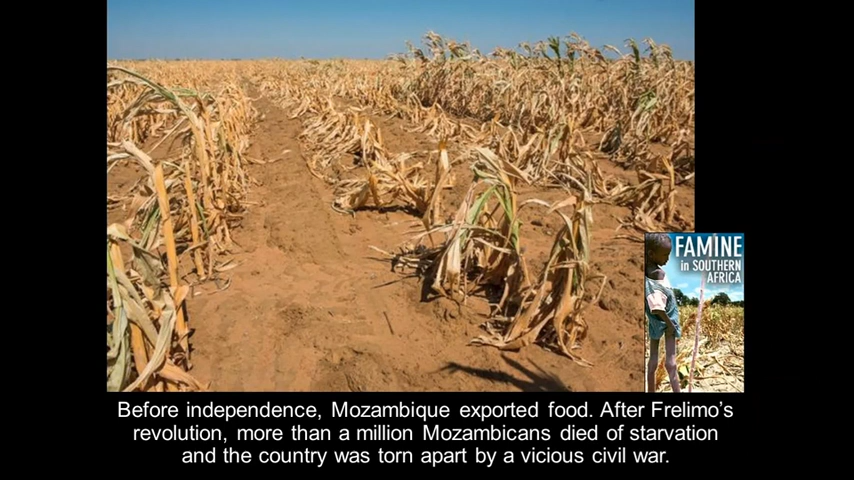 FAMINE
in SOUTHERN
AFRICA
Before independence, Mozambique exported food. After Frelimo’s
revolution, more than a million Mozambicans died of starvation
and the country was torn apart by a vicious civil war.